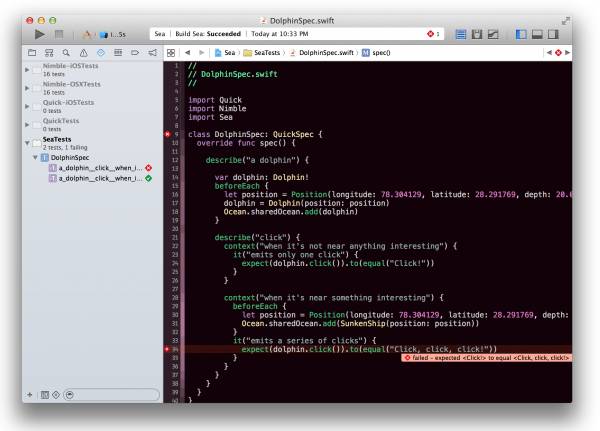 DolphinSpec.swift
i...5s
Sea | Build Sea: Succeeded | Today at 10:33 PM
1
Sea > SeaTests > DolphinSpec.swift > M spec()
Nimble-iOSTests
16 tests
Nimble-OSXTests
16 tests
Quick-iOSTests
0 tests
QuickTests
0 tests
SeaTests
2 tests, 1 failing
DolphinSpec
a_dolphin__click__when_i...
a_dolphin__click__when_i...
1 //
2 // DolphinSpec.swift
3 //
4
5 import Quick
6 import Nimble
7 import Sea
8
9 class DolphinSpec: QuickSpec {
10 override func spec() {
11
12 describe("a dolphin") {
13
14 var dolphin: Dolphin!
15 beforeEach {
16 let position = Position(longitude: 78.304129, latitude: 28.291769, depth: 20.0
17 dolphin = Dolphin(position: position)
18 Ocean.sharedOcean.add(dolphin)
19 }
20
21 describe("click") {
22 context("when it's not near anything interesting") {
23 it("emits only one click") {
24 expect(dolphin.click()).to(equal("Click!"))
25 }
26 }
27
28 context("when it's near something interesting") {
29 beforeEach {
30 let position = Position(longitude: 78.304129, latitude: 28.291769, depth:
31 Ocean.sharedOcean.add(SunkenShip(position: position))
32 }
33 it("emits a series of clicks") {
34 expect(dolphin.click()).to(equal("Click, click, click!"))
failed - expected <Click!> to equal <Click, click, click!>
35 }
36 }
37 }
38 }
39 }
40 }